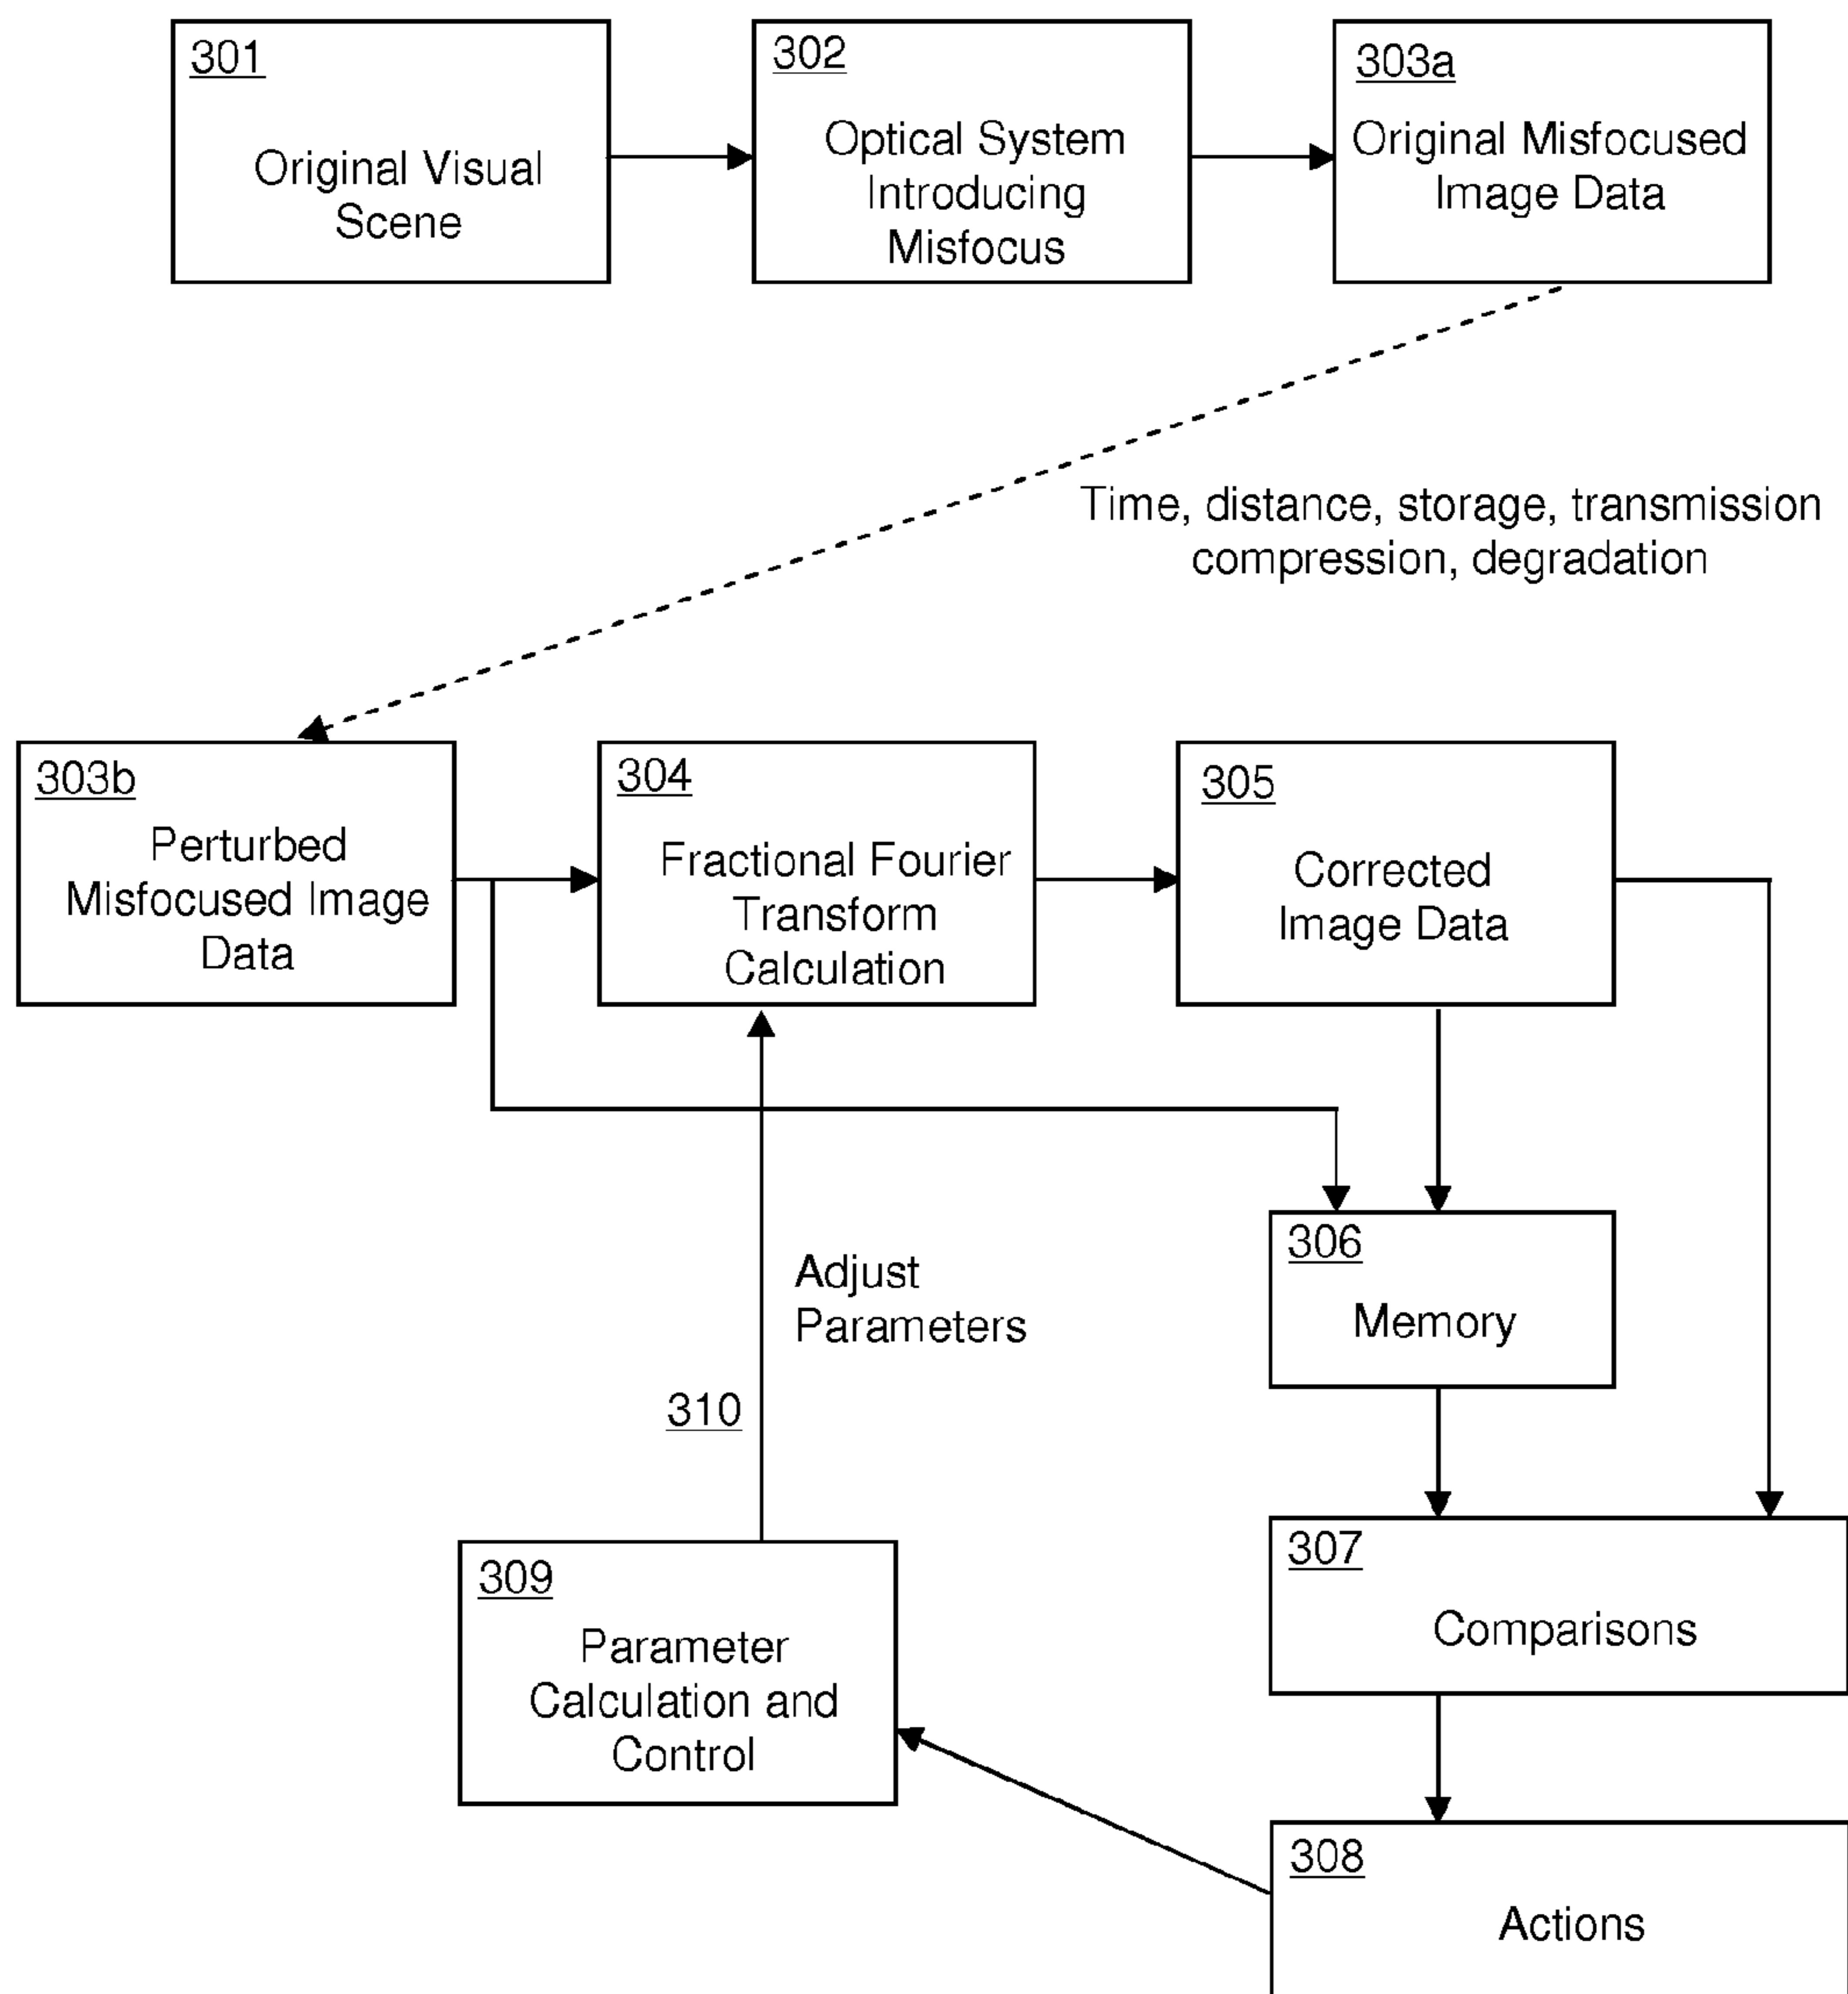 301
Original Visual
Scene
302
Optical System
Introducing
Misfocus
303a
Original Misfocused
Image Data
Time, distance, storage, transmission
compression, degradation
303b
Perturbed
Misfocused Image
Data
304
Fractional Fourier
Transform
Calculation
305
Corrected
Image Data
306
Memory
Adjust
Parameters
310
307
Comparisons
309
Parameter
Calculation and
Control
308
Actions